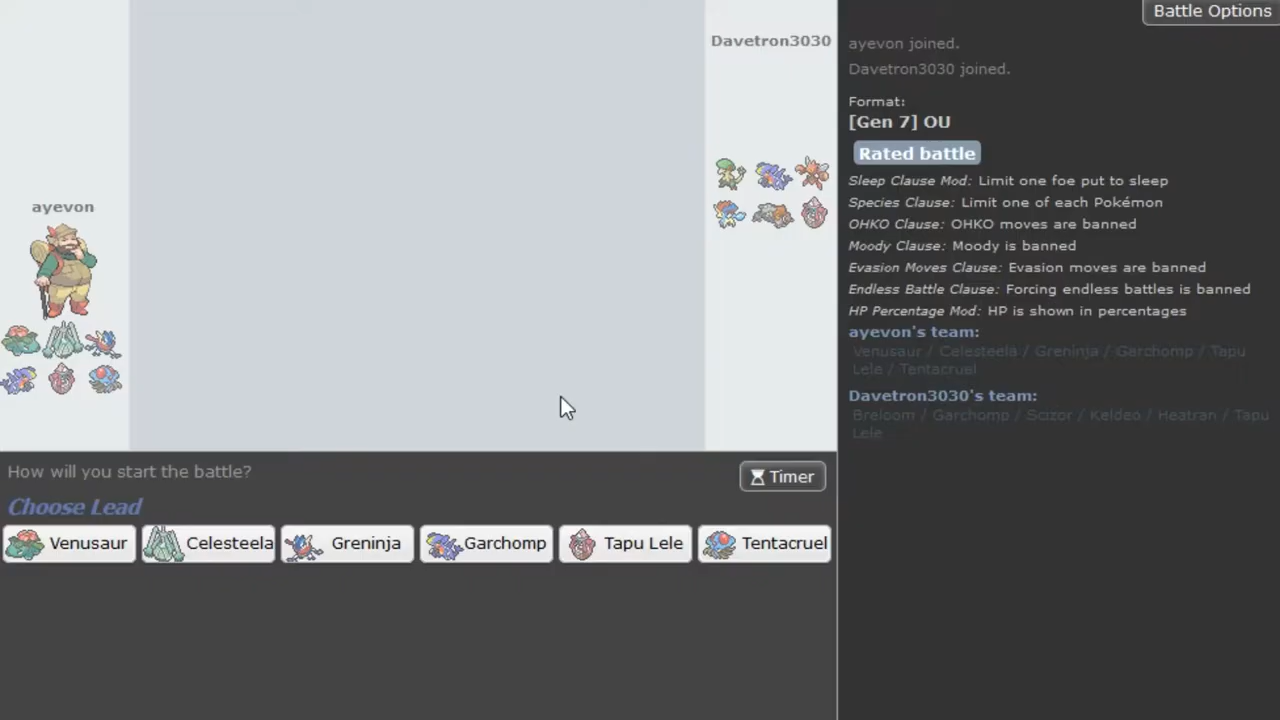 Battle Options
Davetron3030
ayevon joined.
Davetron3030 joined.
Format:
[Gen 7] OU
Rated battle
Sleep Clause Mod: Limit one foe put to sleep
Species Clause: Limit one of each Pokémon
OHKO Clause: OHKO moves are banned
Moody Clause: Moody is banned
Evasion Moves Clause: Evasion moves are banned
Endless Battle Clause: Forcing endless battles is banned
HP Percentage Mod: HP is shown in percentages
ayevon's team:
Venusaur / Celesteela / Greninja / Garchomp / Tapu
Lele / Tentacruel
Davetron3030's team:
Breloom / Garchomp / Scizor / Keldeo / Heatran / Tapu
Lele
ayevon
How will you start the battle?
Timer
Choose Lead
Venusaur
Celesteela
Greninja
Garchomp
Tapu Lele
Tentacruel